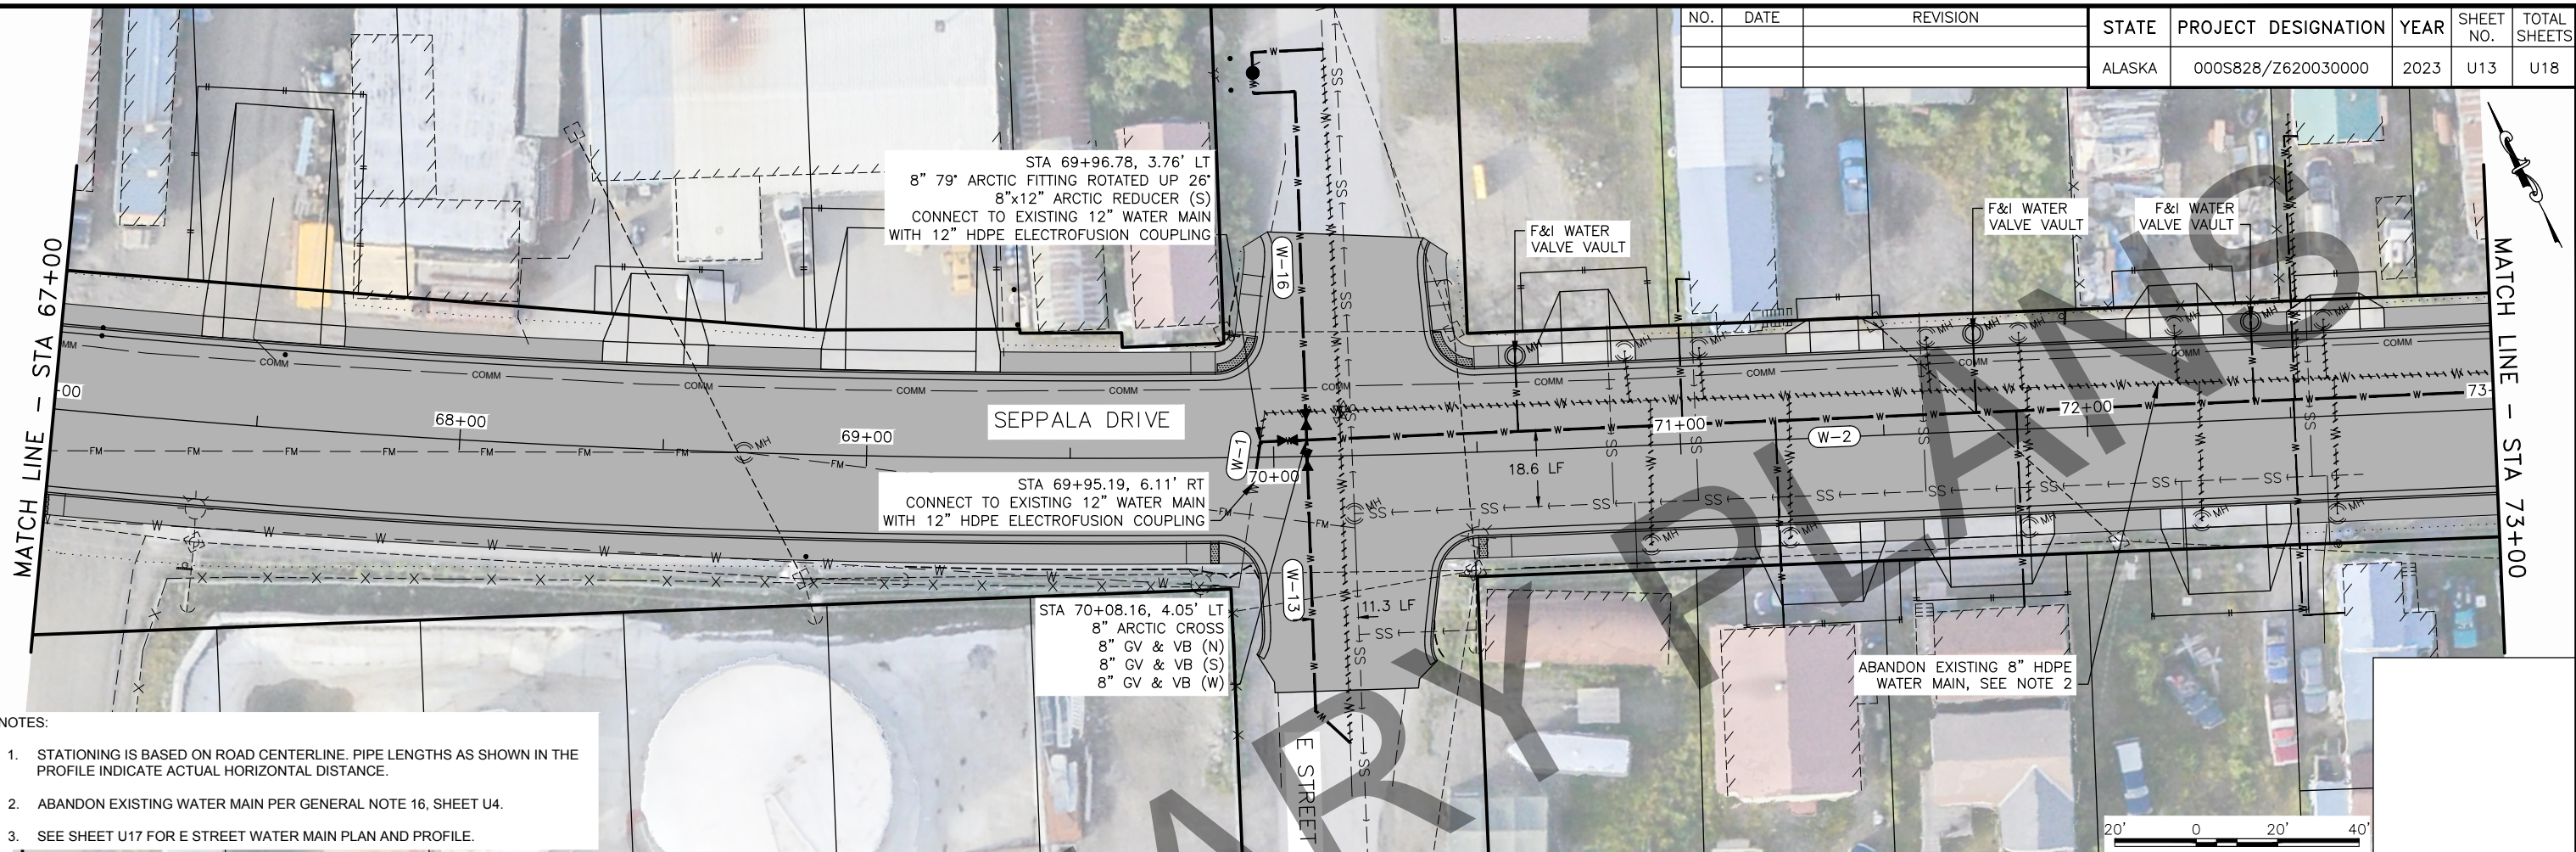 NO. DATE REVISION
STATE PROJECT DESIGNATION YEAR SHEET NO. TOTAL SHEETS
ALASKA 000S828/Z620030000 2023 U13 U18
STA 69+96.78, 3.76' LT
8" 79° ARCTIC FITTING ROTATED UP 26°
8"x12" ARCTIC REDUCER (S)
CONNECT TO EXISTING 12" WATER MAIN
WITH 12" HDPE ELECTROFUSION COUPLING
F&I WATER
VALVE VAULT
F&I WATER
VALVE VAULT
F&I WATER
VALVE VAULT
MATCH LINE - STA 67+00
MATCH LINE - STA 73+00
W-16
SEPPALA DRIVE
+00
68+00
69+00
70+00
71+00
72+00
73-
W-1
W-2
18.6 LF
STA 69+95.19, 6.11' RT
CONNECT TO EXISTING 12" WATER MAIN
WITH 12" HDPE ELECTROFUSION COUPLING
W-13
11.3 LF
STA 70+08.16, 4.05' LT
8" ARCTIC CROSS
8" GV & VB (N)
8" GV & VB (S)
8" GV & VB (W)
ABANDON EXISTING 8" HDPE
WATER MAIN, SEE NOTE 2
E STREET
ARY PLANS
NOTES:
1. STATIONING IS BASED ON ROAD CENTERLINE. PIPE LENGTHS AS SHOWN IN THE
PROFILE INDICATE ACTUAL HORIZONTAL DISTANCE.
2. ABANDON EXISTING WATER MAIN PER GENERAL NOTE 16, SHEET U4.
3. SEE SHEET U17 FOR E STREET WATER MAIN PLAN AND PROFILE.
20' 0 20' 40'